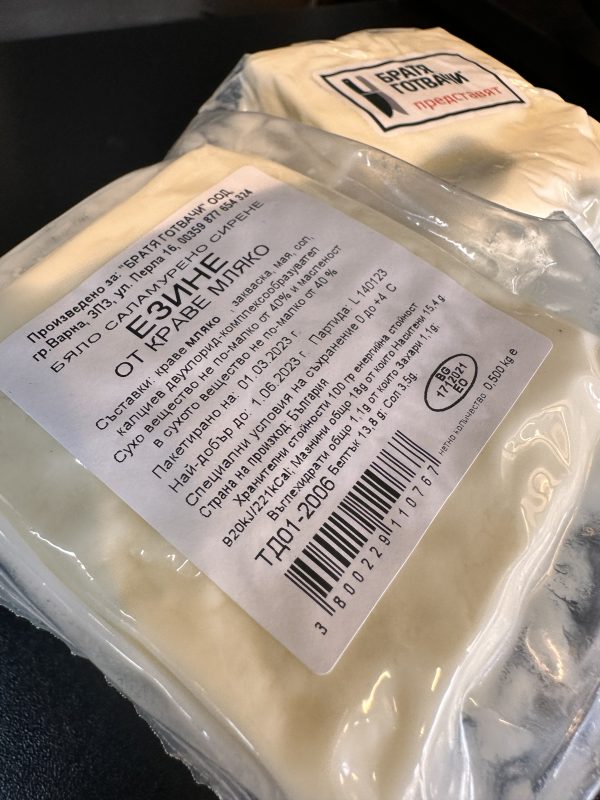 БРАТЯ
ГОТВАЧИ
представят
Произведено за: "БРАТЯ ГОТВАЧИ" ООД,
гр.Варна, ЗПЗ, ул. Перла 16, 00359 877 654 324
БЯЛО САЛАМУРЕНО СИРЕНЕ
ЕЗИНЕ
ОТ КРАВЕ МЛЯКО
Съставки: краве мляко , закваска, мая, сол,
калциев двухлорид-комплексообразувател
Сухо вещество не по-малко от 40% и масленост
в сухото вещество не по-малко от 40 %
Пакетирано на: 01.03.2023 г.
Най-добър до: 1.06.2023 г. Партида: L 140123
Специални условия на съхранение 0 до +4 C
Страна на произход: България
Хранителни стойности 100 гр енергийна стойност
920kJ/221kCal; Мазнини общо 18g от които Наситени 15,4 g
Въглехидрати общо 1,1g от които Захари 1,1g;
Белтък 13,8 g; Сол 3,5g.
ТД01-2006
BG
1712021
EO
нетно количество: 0,500 kg e
3 800229 110767